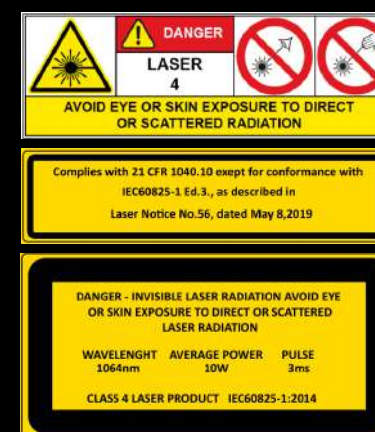 DANGER
LASER
4
AVOID EYE OR SKIN EXPOSURE TO DIRECT
OR SCATTERED RADIATION
Complies with 21 CFR 1040.10 exept for conformance with
IEC60825-1 Ed.3., as described in
Laser Notice No.56, dated May 8,2019
DANGER - INVISIBLE LASER RADIATION AVOID EYE
OR SKIN EXPOSURE TO DIRECT OR SCATTERED
LASER RADIATION
WAVELENGHT AVERAGE POWER PULSE
1064nm 10W 3ms
CLASS 4 LASER PRODUCT IEC60825-1:2014